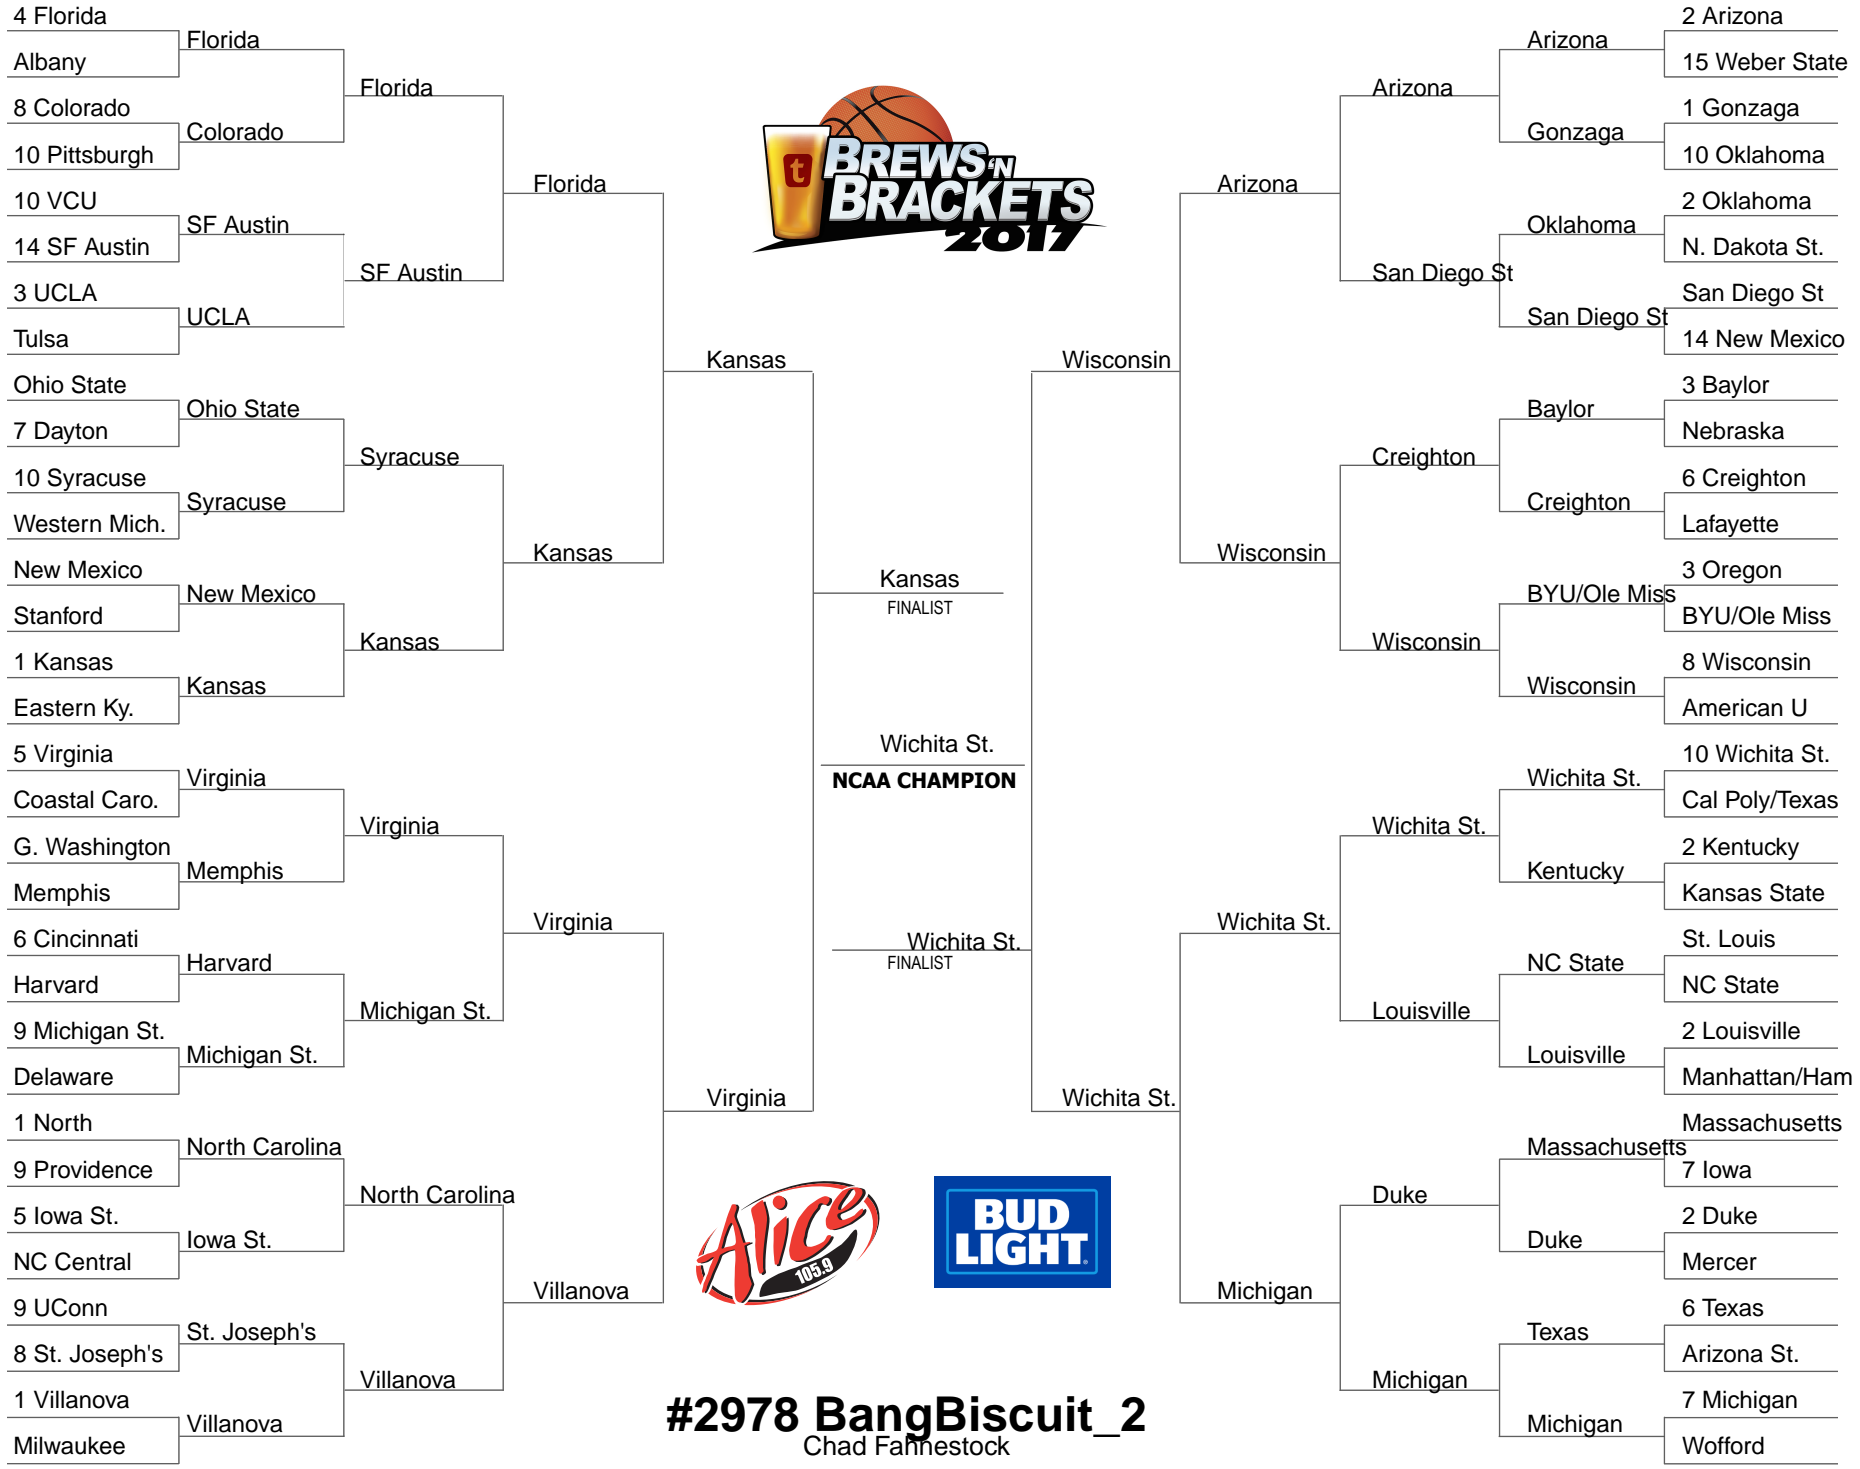 4 Florida
Albany
8 Colorado
10 Pittsburgh
10 VCU
14 SF Austin
3 UCLA
Tulsa
Ohio State
7 Dayton
10 Syracuse
Western Mich.
New Mexico
Stanford
1 Kansas
Eastern Ky.
5 Virginia
Coastal Caro.
G. Washington
Memphis
6 Cincinnati
Harvard
9 Michigan St.
Delaware
1 North
9 Providence
5 Iowa St.
NC Central
9 UConn
8 St. Joseph's
1 Villanova
Milwaukee
Florida
Colorado
SF Austin
UCLA
Ohio State
Syracuse
New Mexico
Kansas
Virginia
Memphis
Harvard
Michigan St.
North Carolina
Iowa St.
St. Joseph's
Villanova
Florida
SF Austin
Syracuse
Kansas
Virginia
Michigan St.
North Carolina
Villanova
Florida
Kansas
Virginia
Villanova
Kansas
Virginia
t
BREWS 'N
BRACKETS
2017
Kansas
FINALIST
Wichita St.
NCAA CHAMPION
Wichita St.
FINALIST
Alice
105.9
BUD
LIGHT
#2978 BangBiscuit_2
Chad Fahnestock
Wisconsin
Wichita St.
Arizona
Wisconsin
Wichita St.
Michigan
Arizona
San Diego St
Creighton
Wisconsin
Wichita St.
Louisville
Duke
Michigan
Arizona
Gonzaga
Oklahoma
San Diego St
Baylor
Creighton
BYU/Ole Miss
Wisconsin
Wichita St.
Kentucky
NC State
Louisville
Massachusetts
Duke
Texas
Michigan
2 Arizona
15 Weber State
1 Gonzaga
10 Oklahoma
2 Oklahoma
N. Dakota St.
San Diego St
14 New Mexico
3 Baylor
Nebraska
6 Creighton
Lafayette
3 Oregon
BYU/Ole Miss
8 Wisconsin
American U
10 Wichita St.
Cal Poly/Texas
2 Kentucky
Kansas State
St. Louis
NC State
2 Louisville
Manhattan/Ham
Massachusetts
7 Iowa
2 Duke
Mercer
6 Texas
Arizona St.
7 Michigan
Wofford